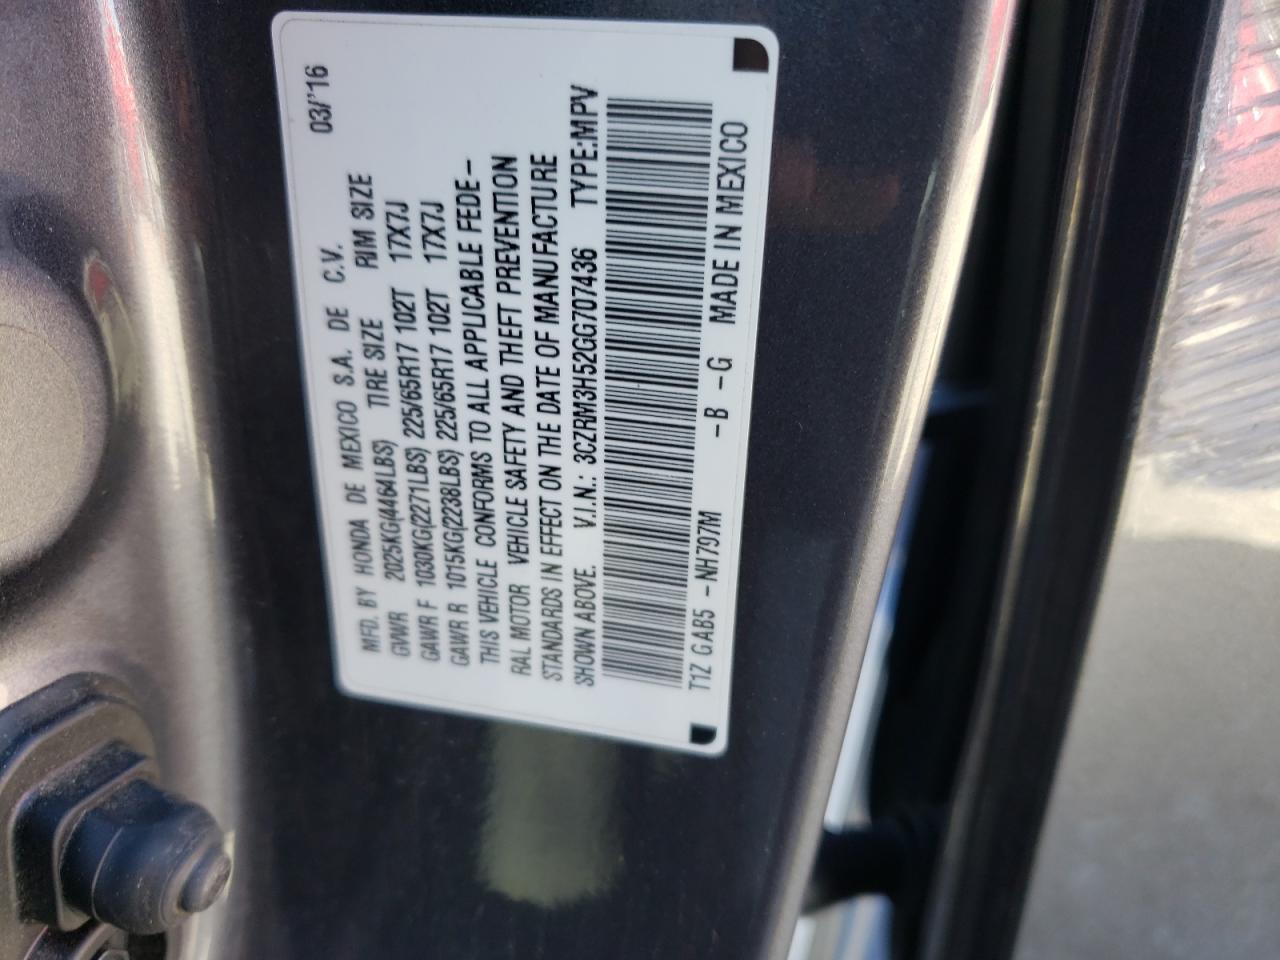 03/'16
MFD. BY HONDA DE MEXICO S.A. DE C.V.
GVWR 2025KG(4464LBS) TIRE SIZE RIM SIZE
GAWR F 1030KG(2271LBS) 225/65R17 102T 17X7J
GAWR R 1015KG(2238LBS) 225/65R17 102T 17X7J
THIS VEHICLE CONFORMS TO ALL APPLICABLE FEDE-
RAL MOTOR VEHICLE SAFETY AND THEFT PREVENTION
STANDARDS IN EFFECT ON THE DATE OF MANUFACTURE
SHOWN ABOVE. V.I.N.: 3CZRM3H52GG707436 TYPE:MPV
T1Z GAB5 -NH797M -B -G MADE IN MEXICO